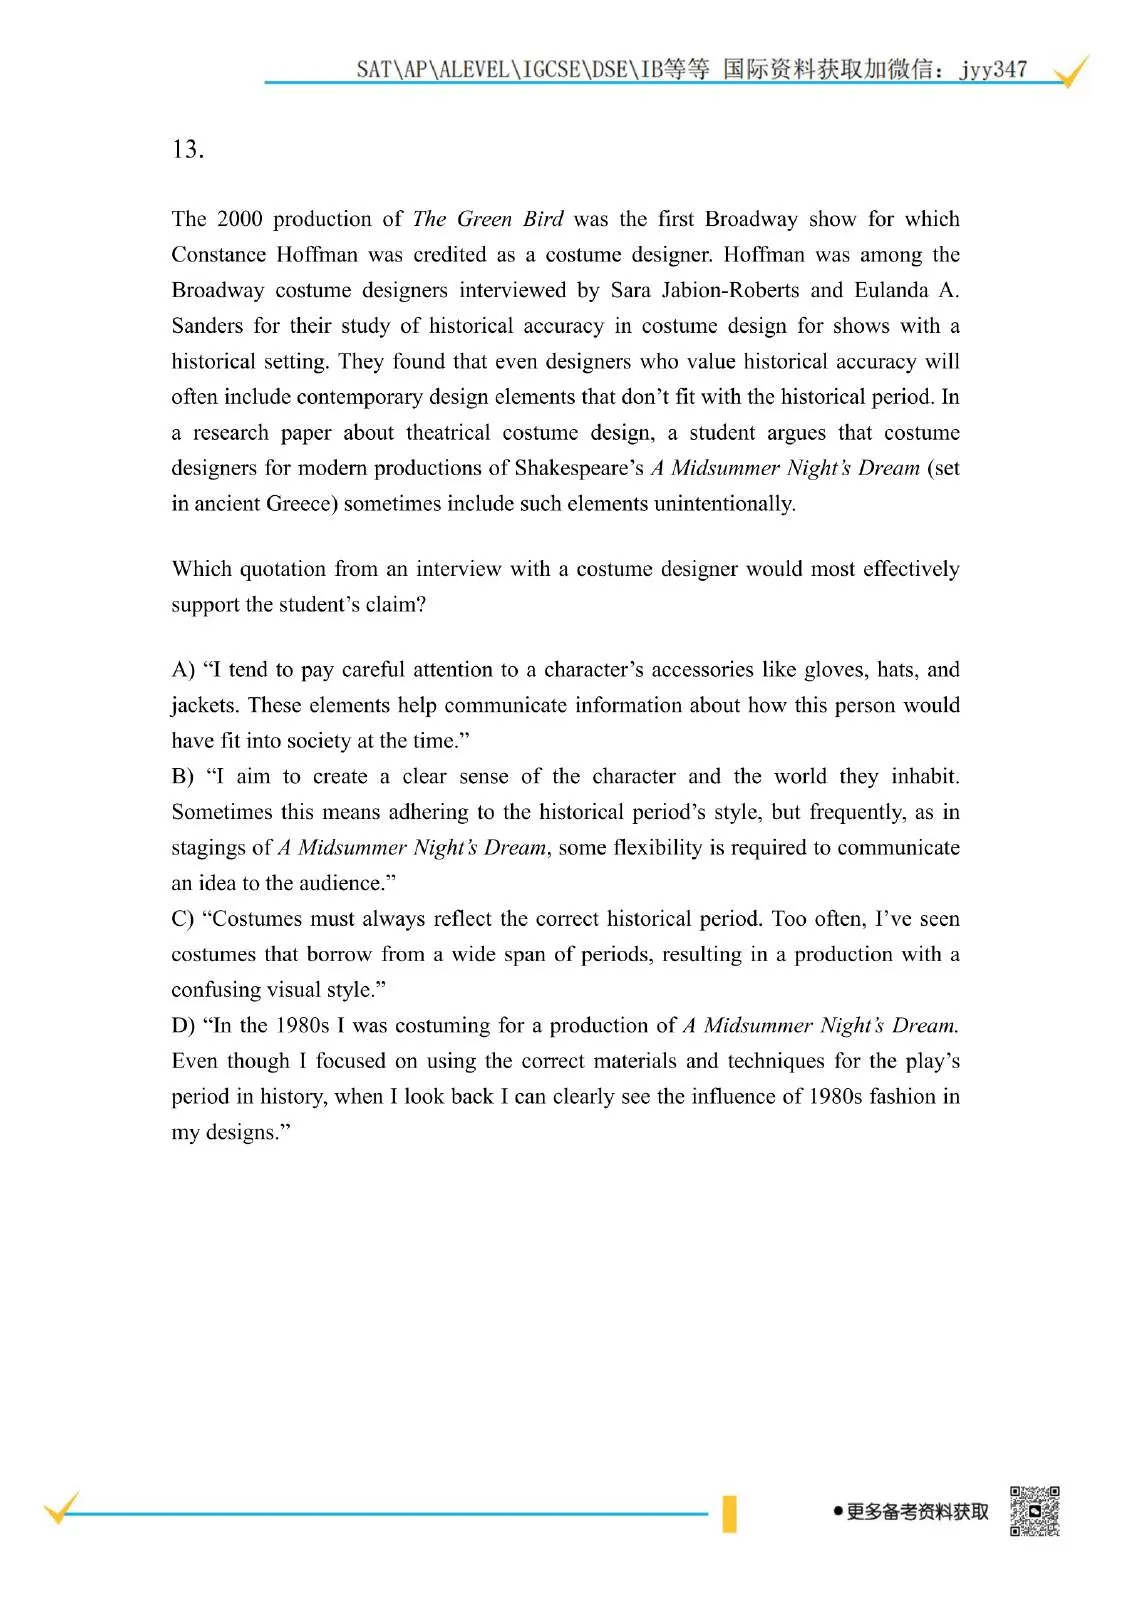 SAT\AP\ALEVEL\IGCSE\DSE\IB等等 国际资料获取加微信：jyy347
13.
The 2000 production of The Green Bird was the first Broadway show for which
Constance Hoffman was credited as a costume designer. Hoffman was among the
Broadway costume designers interviewed by Sara Jabion-Roberts and Eulanda A.
Sanders for their study of historical accuracy in costume design for shows with a
historical setting. They found that even designers who value historical accuracy will
often include contemporary design elements that don’t fit with the historical period. In
a research paper about theatrical costume design, a student argues that costume
designers for modern productions of Shakespeare’s A Midsummer Night’s Dream (set
in ancient Greece) sometimes include such elements unintentionally.
Which quotation from an interview with a costume designer would most effectively
support the student’s claim?
A) “I tend to pay careful attention to a character’s accessories like gloves, hats, and
jackets. These elements help communicate information about how this person would
have fit into society at the time.”
B) “I aim to create a clear sense of the character and the world they inhabit.
Sometimes this means adhering to the historical period’s style, but frequently, as in
stagings of A Midsummer Night’s Dream, some flexibility is required to communicate
an idea to the audience.”
C) “Costumes must always reflect the correct historical period. Too often, I’ve seen
costumes that borrow from a wide span of periods, resulting in a production with a
confusing visual style.”
D) “In the 1980s I was costuming for a production of A Midsummer Night’s Dream.
Even though I focused on using the correct materials and techniques for the play’s
period in history, when I look back I can clearly see the influence of 1980s fashion in
my designs.”
●更多备考资料获取